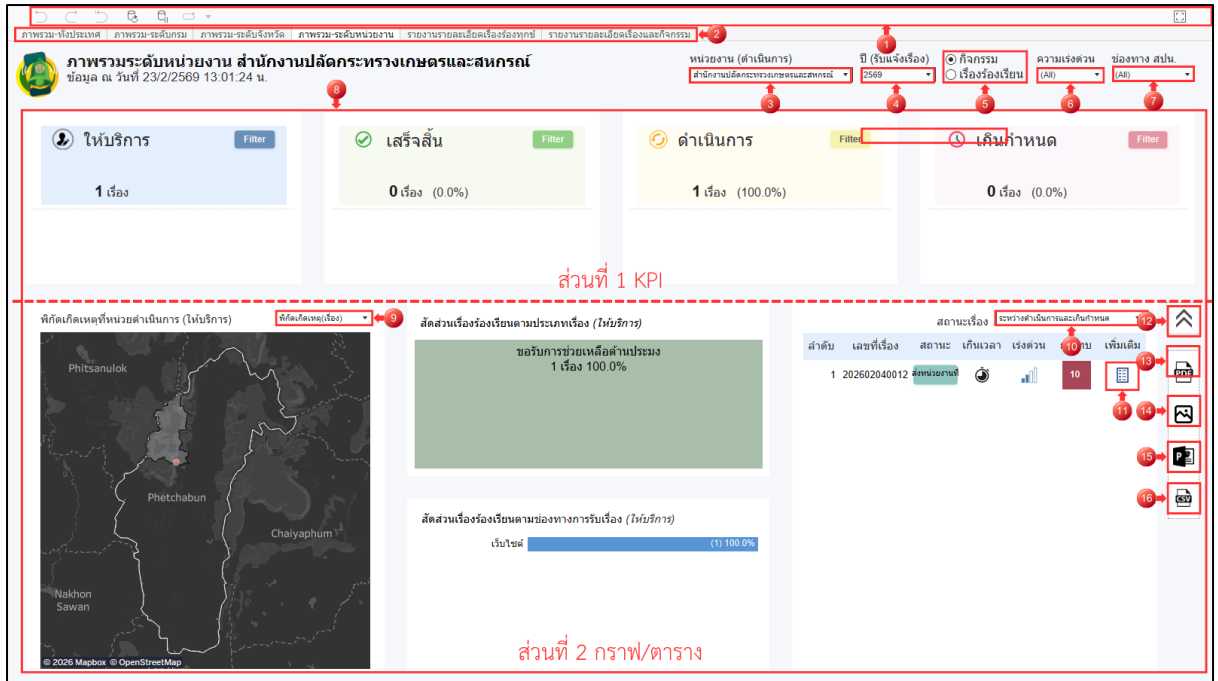 ภาพรวม-ทั้งประเทศ ภาพรวม-ระดับกรม ภาพรวม-ระดับจังหวัด ภาพรวม-ระดับหน่วยงาน รายงานรายละเอียดเรื่องร้องทุกข์ รายงานรายละเอียดเรื่องและกิจกรรม 2
1
ภาพรวมระดับหน่วยงาน สำนักงานปลัดกระทรวงเกษตรและสหกรณ์
ข้อมูล ณ วันที่ 23/2/2569 13:01:24 น.
หน่วยงาน (ดำเนินการ) ปี (รับแจ้งเรื่อง) กิจกรรม ความเร่งด่วน ช่องทาง สปน.
สำนักงานปลัดกระทรวงเกษตรและสหกรณ์ 2569 เรื่องร้องเรียน (All) (All)
8 3 4 5 6 7
ให้บริการ Filter
1 เรื่อง
เสร็จสิ้น Filter
0 เรื่อง (0.0%)
ดำเนินการ Filter
1 เรื่อง (100.0%)
เกินกำหนด Filter
0 เรื่อง (0.0%)
ส่วนที่ 1 KPI
พิกัดเกิดเหตุที่หน่วยดำเนินการ (ให้บริการ) พิกัดเกิดเหตุ(เรื่อง) 9
Phitsanulok
Phetchabun
Chaiyaphum
Nakhon
Sawan
© 2026 Mapbox © OpenStreetMap
สัดส่วนเรื่องร้องเรียนตามประเภทเรื่อง (ให้บริการ)
ขอรับการช่วยเหลือด้านประมง
1 เรื่อง 100.0%
สัดส่วนเรื่องร้องเรียนตามช่องทางการรับเรื่อง (ให้บริการ)
เว็บไซต์ (1) 100.0%
สถานะเรื่อง ระหว่างดำเนินการและเกินกำหนด 12
ลำดับ เลขที่เรื่อง สถานะ เกินเวลา เร่งด่วน 10 เพิ่มเติม
1 202602040012 ส่งหน่วยงานที่ 10
11
13 PDF
14
15 P
16 CSV
ส่วนที่ 2 กราฟ/ตาราง